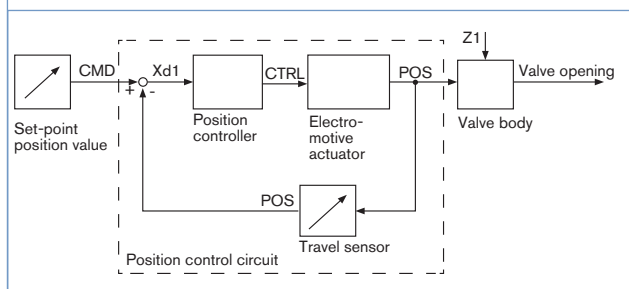 Z1
CMD
Xd1
CTRL
POS
Valve opening
+
-
Set-point
position value
Position
controller
Electro-
motive
actuator
Valve body
POS
Travel sensor
Position control circuit